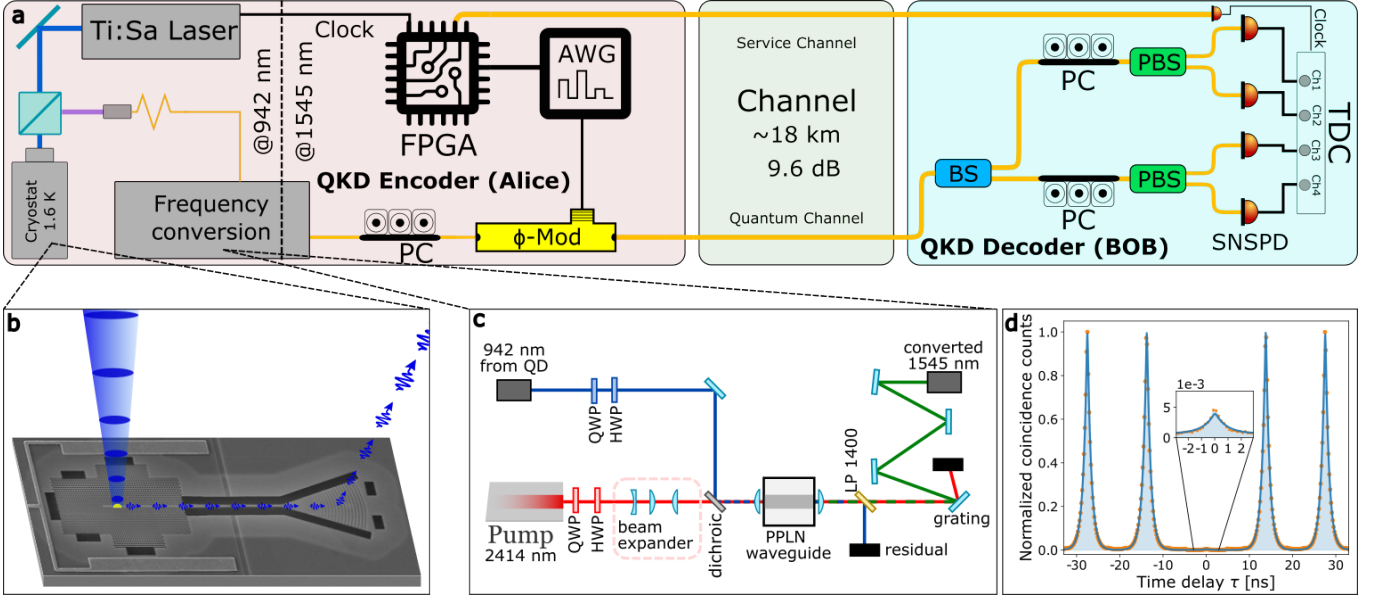 a
Ti:Sa Laser
Clock
@942 nm
@1545 nm
FPGA
AWG
QKD Encoder (Alice)
Cryostat
1.6 K
Frequency
conversion
PC
ϕ-Mod
Service Channel
Channel
~18 km
9.6 dB
Quantum Channel
BS
PC
PBS
PC
PBS
SNSPD
QKD Decoder (BOB)
Clock
Ch1
Ch2
Ch3
Ch4
TDC
b
c
942 nm
from QD
QWP
HWP
Pump
2414 nm
QWP
HWP
beam
expander
dichroic
PPLN
waveguide
LP 1400
residual
grating
converted
1545 nm
d
Normalized coincidence counts
1.0
0.8
0.6
0.4
0.2
0.0
1e-3
5
0
-2 -1 0 1 2
-30 -20 -10 0 10 20 30
Time delay τ [ns]